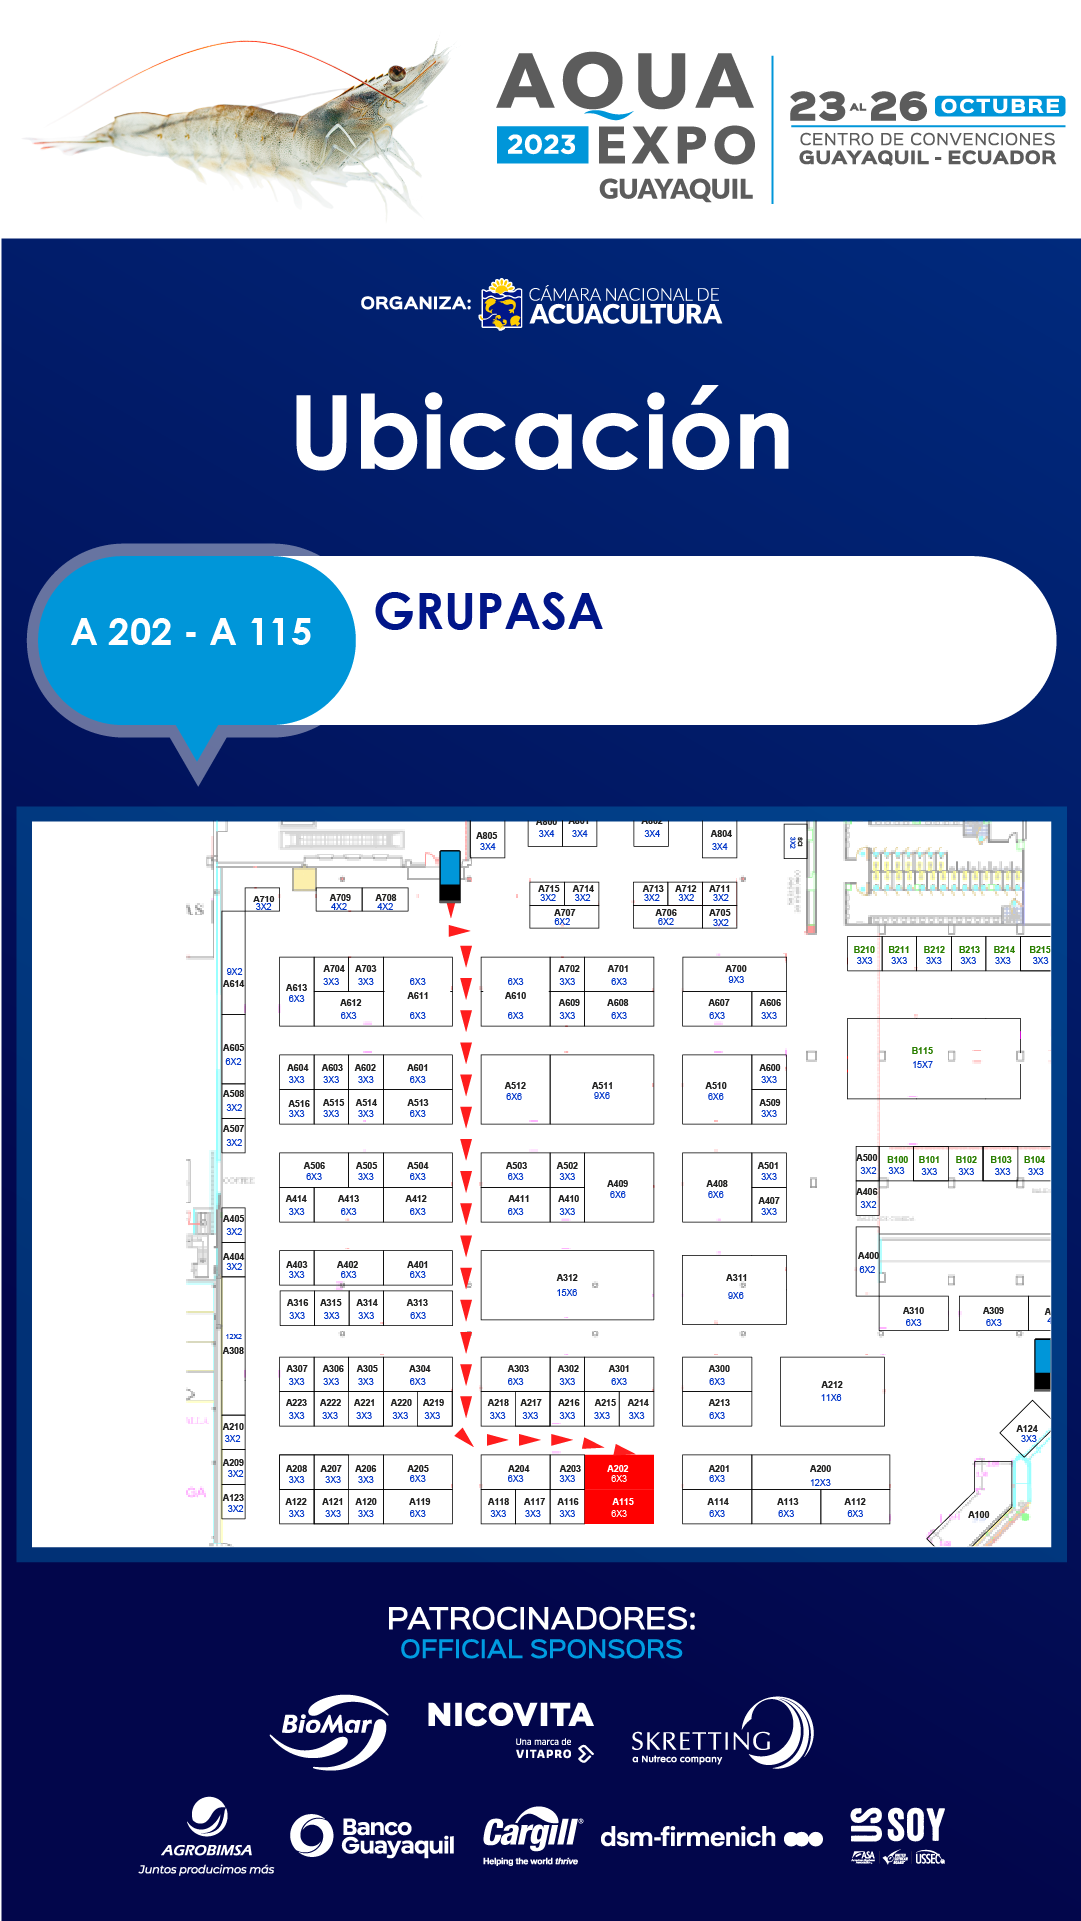 AQUA
2023 EXPO
GUAYAQUIL
23 AL 26 OCTUBRE
CENTRO DE CONVENCIONES
GUAYAQUIL - ECUADOR
ORGANIZA:
CÁMARA NACIONAL DE
ACUACULTURA
Ubicación
A 202 - A 115
GRUPASA
A805 3X4
3X4
3X4
3X4
A804 3X4
3X2
A710 3X2
A709 4X2
A708 4X2
A715 3X2
A714 3X2
A713 3X2
A712 3X2
A711 3X2
A707 6X2
A706 6X2
A705 3X2
B210 3X3
B211 3X3
B212 3X3
B213 3X3
B214 3X3
B215 3X3
9X2 A614
A613 6X3
A704 3X3
A703 3X3
A612 6X3
6X3 A611 6X3
6X3 A610 6X3
A702 3X3
A701 6X3
A609 3X3
A608 6X3
A700 9X3
A607 6X3
A606 3X3
A605 6X2
B115 15X7
A604 3X3
A603 3X3
A602 3X3
A601 6X3
A512 6X6
A511 9X6
A510 6X6
A600 3X3
A508 3X2
A516 3X3
A515 3X3
A514 3X3
A513 6X3
A509 3X3
A507 3X2
A506 6X3
A505 3X3
A504 6X3
A503 6X3
A502 3X3
A409 6X6
A408 6X6
A501 3X3
A500 3X2
B100 3X3
B101 3X3
B102 3X3
B103 3X3
B104 3X3
COFFEE
A414 3X3
A413 6X3
A412 6X3
A411 6X3
A410 3X3
A407 3X3
A406 3X2
A405 3X2
A404 3X2
A403 3X3
A402 6X3
A401 6X3
A312 15X6
A311 9X6
A400 6X2
A316 3X3
A315 3X3
A314 3X3
A313 6X3
A310 6X3
A309 6X3
12X2 A308
A307 3X3
A306 3X3
A305 3X3
A304 6X3
A303 6X3
A302 3X3
A301 6X3
A300 6X3
A212 11X6
A223 3X3
A222 3X3
A221 3X3
A220 3X3
A219 3X3
A218 3X3
A217 3X3
A216 3X3
A215 3X3
A214 3X3
A213 6X3
A210 3X2
A124 3X3
A209 3X2
A208 3X3
A207 3X3
A206 3X3
A205 6X3
A204 6X3
A203 3X3
A202 6X3
A201 6X3
A200 12X3
GA
A123 3X2
A122 3X3
A121 3X3
A120 3X3
A119 6X3
A118 3X3
A117 3X3
A116 3X3
A115 6X3
A114 6X3
A113 6X3
A112 6X3
A100
PATROCINADORES:
OFFICIAL SPONSORS
BioMar
NICOVITA
Una marca de
VITAPRO
SKRETTING
a Nutreco company
AGROBIMSA
Juntos producimos más
Banco
Guayaquil
Cargill®
Helping the world thrive
dsm-firmenich
US SOY
ASA
USSEC